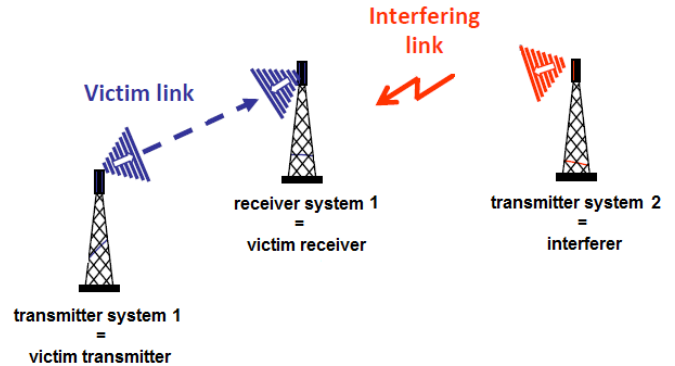 Interfering
link
Victim link
receiver system 1
=
victim receiver
transmitter system 2
=
interferer
transmitter system 1
=
victim transmitter